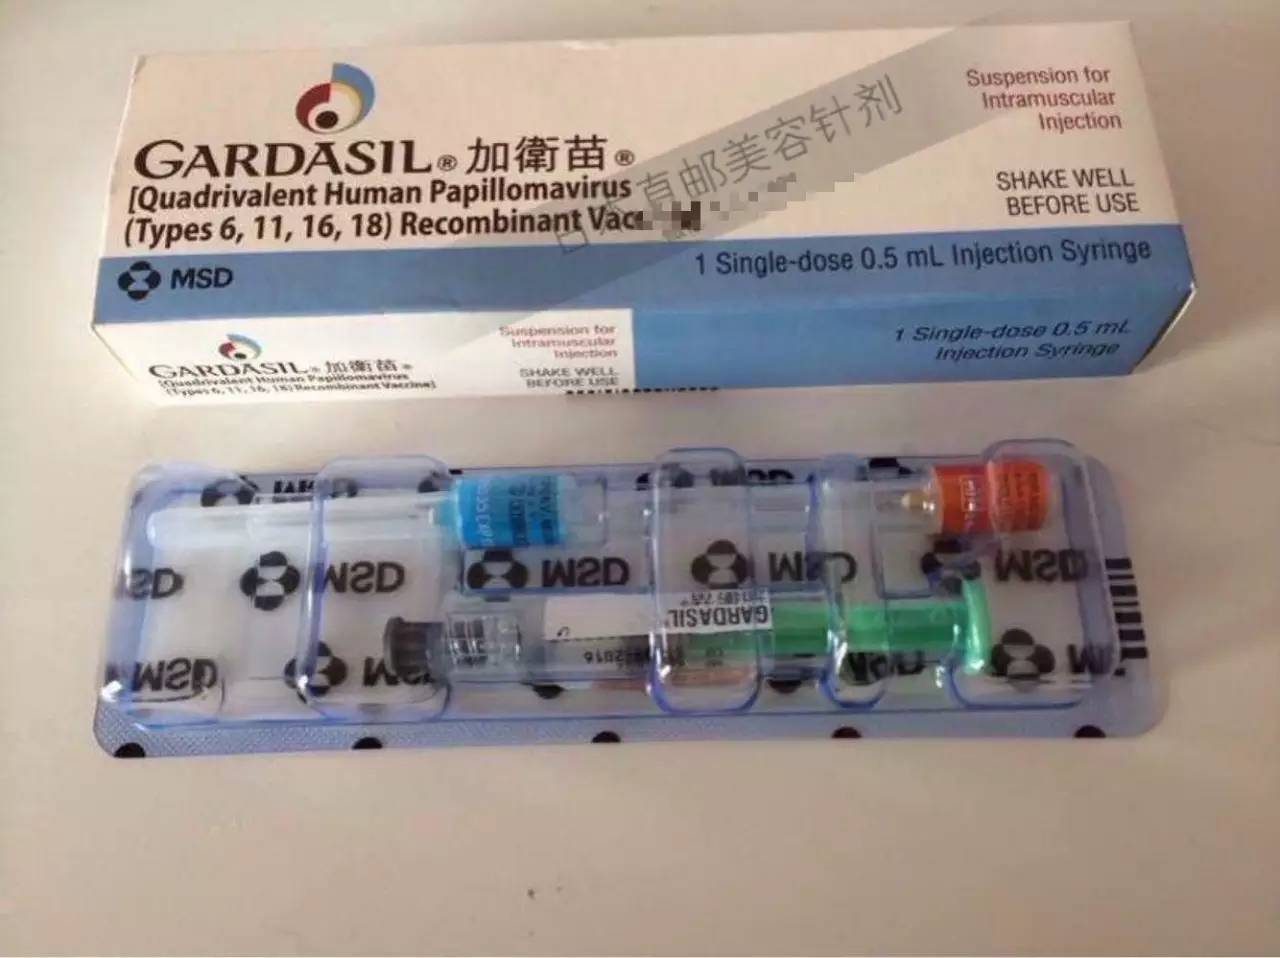 GARDASIL® 加衛苗®
[Quadrivalent Human Papillomavirus
(Types 6, 11, 16, 18) Recombinant
MSD
Suspension for
Intramuscular
Injection
SHAKE WELL
BEFORE USE
1 Single-dose 0.5 mL Injection Syringe
直邮美容针剂
GARDASIL® 加衛苗®
[Quadrivalent Human Papillomavirus
(Types 6, 11, 16, 18) Recombinant Vaccine]
Suspension for
Intramuscular
Injection
SHAKE WELL
BEFORE USE
1 Single-dose 0.5 mL
Injection Syringe
MSD
MSD
MSD
MSD
MSD
MSD
MSD
GARDASIL
2016